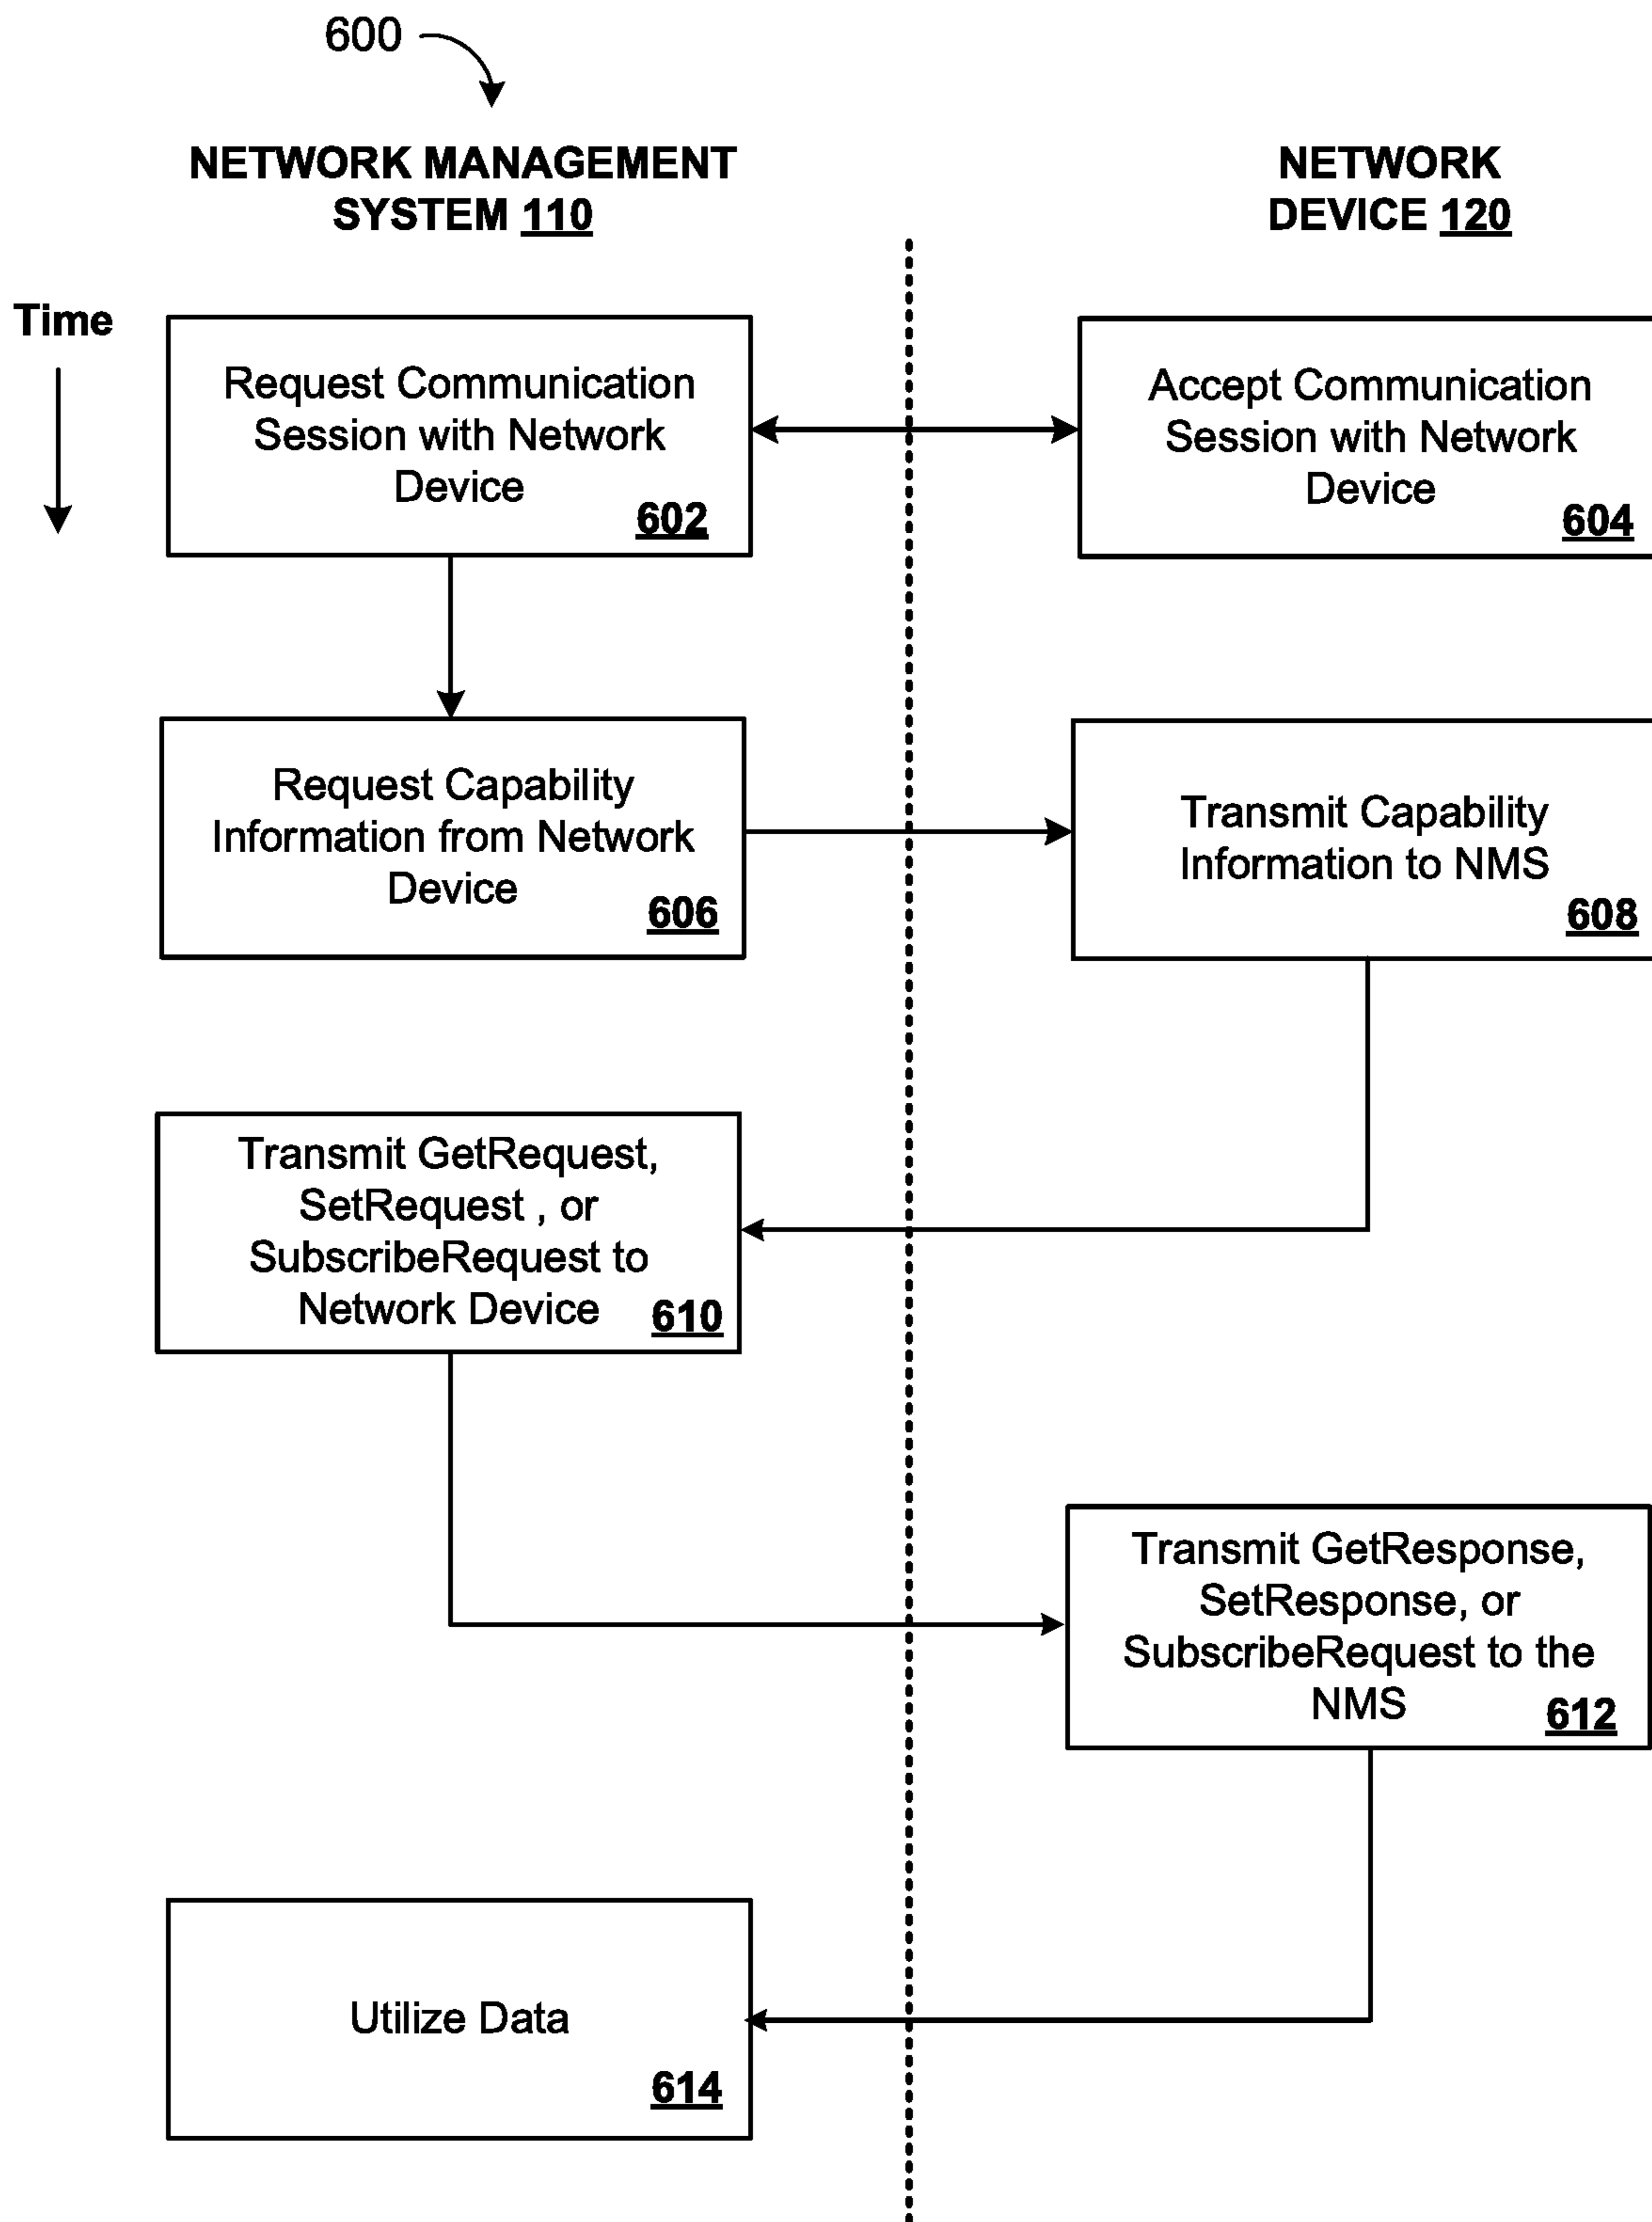 600
NETWORK MANAGEMENT
SYSTEM 110
NETWORK
DEVICE 120
Time
Request Communication
Session with Network
Device
602
Accept Communication
Session with Network
Device
604
Request Capability
Information from Network
Device
606
Transmit Capability
Information to NMS
608
Transmit GetRequest,
SetRequest , or
SubscribeRequest to
Network Device
610
Transmit GetResponse,
SetResponse, or
SubscribeRequest to the
NMS
612
Utilize Data
614